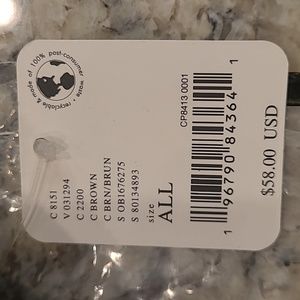 recyclable & made of 100% post-consumer waste •
C 8151
V 031294
C 2200
C BROWN
C BRN/BRUN
S OB1676275
S 80134893
size
ALL
CP8413 0001
1 96790 84364 1
$58.00 USD